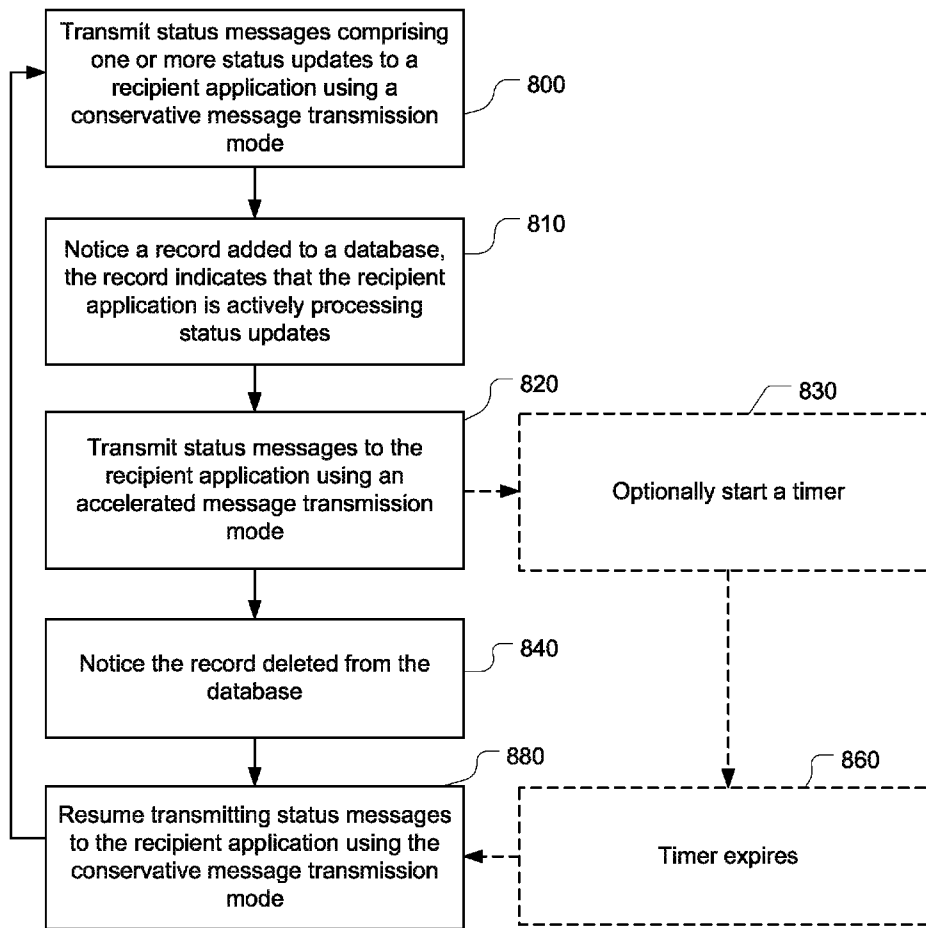 Transmit status messages comprising
one or more status updates to a
recipient application using a
conservative message transmission
mode
800
810
Notice a record added to a database,
the record indicates that the recipient
application is actively processing
status updates
820
830
Transmit status messages to the
recipient application using an
accelerated message transmission
mode
Optionally start a timer
840
Notice the record deleted from the
database
880
860
Resume transmitting status messages
to the recipient application using the
conservative message transmission
mode
Timer expires